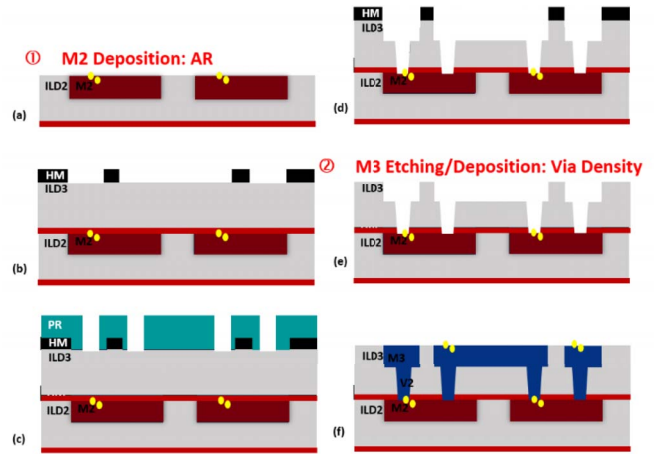 ① M2 Deposition: AR
ILD2
M2
(a)
HM
ILD3
ILD2
M2
(b)
PR
HM
ILD3
ILD2
M2
(c)
HM
ILD3
ILD2
M2
(d)
② M3 Etching/Deposition: Via Density
ILD3
ILD2
M2
(e)
ILD3
M3
V2
ILD2
M2
(f)